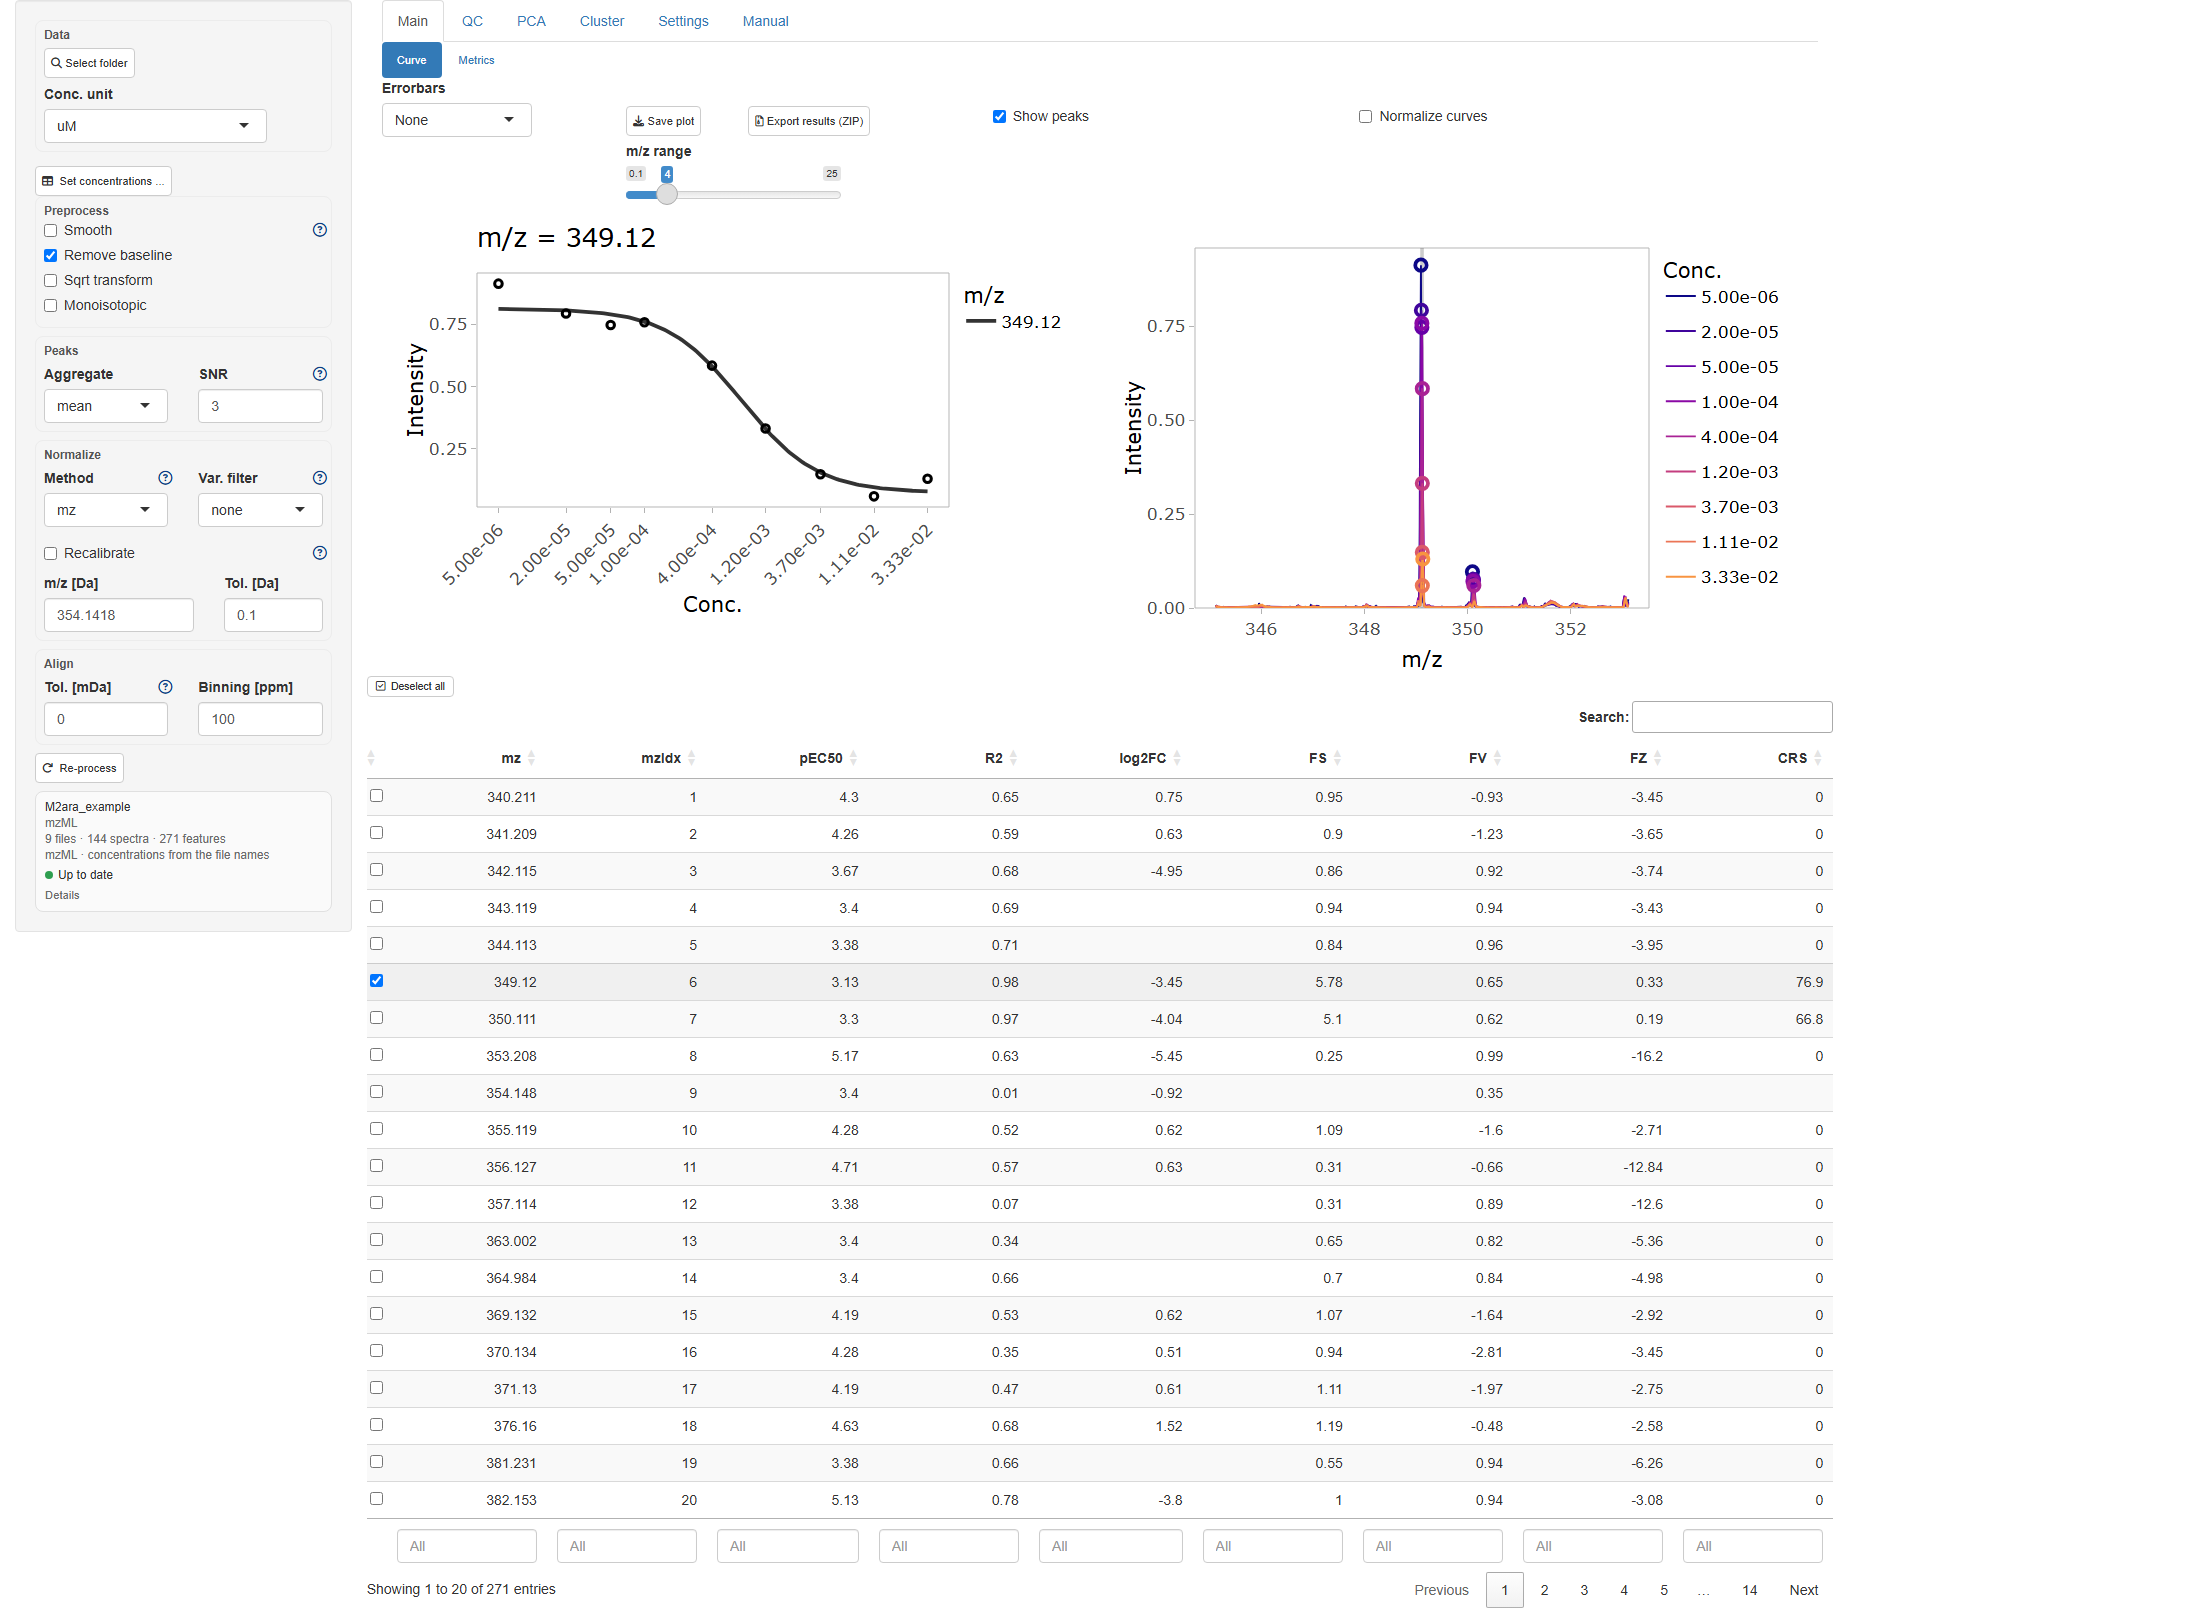 Data
Select folder
Conc. unit
uM
Set concentrations ...
Preprocess
Smooth
Remove baseline
Sqrt transform
Monoisotopic
Peaks
Aggregate SNR
mean 3
Normalize
Method Var. filter
mz none
Recalibrate
m/z [Da] Tol. [Da]
354.1418 0.1
Align
Tol. [mDa] Binning [ppm]
0 100
Re-process
M2ara_example
mzML
9 files · 144 spectra · 271 features
mzML · concentrations from the file names
Up to date
Details
Main QC PCA Cluster Settings Manual
Curve Metrics
Errorbars
None Save plot Export results (ZIP) Show peaks Normalize curves
m/z range
0.1 4 25
m/z = 349.12
Intensity
0.75
0.50
0.25
5.00e-06 2.00e-05 5.00e-05 1.00e-04 4.00e-04 1.20e-03 3.70e-03 1.11e-02 3.33e-02
Conc.
m/z
349.12
Intensity
0.75
0.50
0.25
0.00
346 348 350 352
m/z
Conc.
5.00e-06
2.00e-05
5.00e-05
1.00e-04
4.00e-04
1.20e-03
3.70e-03
1.11e-02
3.33e-02
Deselect all
Search:
mz mzIdx pEC50 R2 log2FC FS FV FZ CRS
340.211 1 4.3 0.65 0.75 0.95 -0.93 -3.45 0
341.209 2 4.26 0.59 0.63 0.9 -1.23 -3.65 0
342.115 3 3.67 0.68 -4.95 0.86 0.92 -3.74 0
343.119 4 3.4 0.69 0.94 0.94 -3.43 0
344.113 5 3.38 0.71 0.84 0.96 -3.95 0
349.12 6 3.13 0.98 -3.45 5.78 0.65 0.33 76.9
350.111 7 3.3 0.97 -4.04 5.1 0.62 0.19 66.8
353.208 8 5.17 0.63 -5.45 0.25 0.99 -16.2 0
354.148 9 3.4 0.01 -0.92 0.35
355.119 10 4.28 0.52 0.62 1.09 -1.6 -2.71 0
356.127 11 4.71 0.57 0.63 0.31 -0.66 -12.84 0
357.114 12 3.38 0.07 0.31 0.89 -12.6 0
363.002 13 3.4 0.34 0.65 0.82 -5.36 0
364.984 14 3.4 0.66 0.7 0.84 -4.98 0
369.132 15 4.19 0.53 0.62 1.07 -1.64 -2.92 0
370.134 16 4.28 0.35 0.51 0.94 -2.81 -3.45 0
371.13 17 4.19 0.47 0.61 1.11 -1.97 -2.75 0
376.16 18 4.63 0.68 1.52 1.19 -0.48 -2.58 0
381.231 19 3.38 0.66 0.55 0.94 -6.26 0
382.153 20 5.13 0.78 -3.8 1 0.94 -3.08 0
All All All All All All All All All
Showing 1 to 20 of 271 entries
Previous 1 2 3 4 5 … 14 Next